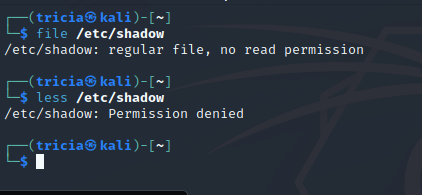 ┌──(tricia㉿kali)-[~]
└─$ file /etc/shadow
/etc/shadow: regular file, no read permission
┌──(tricia㉿kali)-[~]
└─$ less /etc/shadow
/etc/shadow: Permission denied
┌──(tricia㉿kali)-[~]
└─$